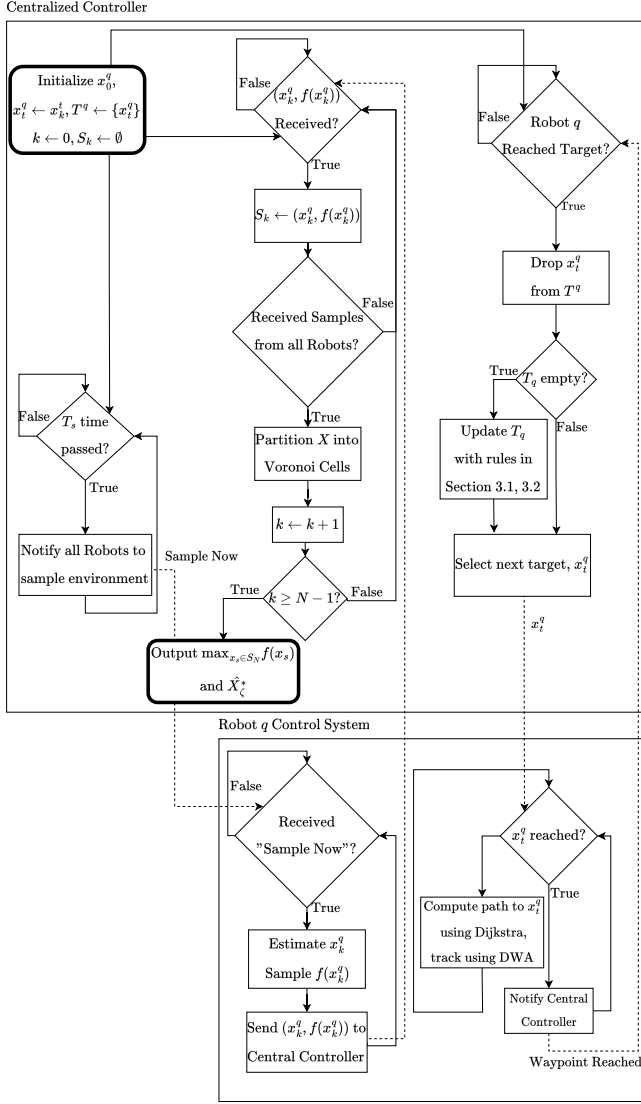 Centralized Controller
Initialize $x_0^q$,
$x_t^q \leftarrow x_k^t, T^q \leftarrow \{x_t^q\}$
$k \leftarrow 0, S_k \leftarrow \emptyset$
False
$(x_k^q, f(x_k^q))$
Received?
True
$S_k \leftarrow (x_k^q, f(x_k^q))$
Received Samples
from all Robots?
False
True
Partition $X$ into
Voronoi Cells
$k \leftarrow k + 1$
$k \geq N - 1?$
True
False
Output $\max_{x_s \in S_N} f(x_s)$
and $\hat{X}_\zeta^*$
False
$T_s$ time
passed?
True
Notify all Robots to
sample environment
Sample Now
False
Robot $q$
Reached Target?
True
Drop $x_t^q$
from $T^q$
$T_q$ empty?
True
False
Update $T_q$
with rules in
Section 3.1, 3.2
Select next target, $x_t^q$
$x_t^q$
Robot $q$ Control System
False
Received
"Sample Now"?
True
Estimate $x_k^q$
Sample $f(x_k^q)$
Send $(x_k^q, f(x_k^q))$ to
Central Controller
$x_t^q$ reached?
True
Compute path to $x_t^q$
using Dijkstra,
track using DWA
Notify Central
Controller
Waypoint Reached